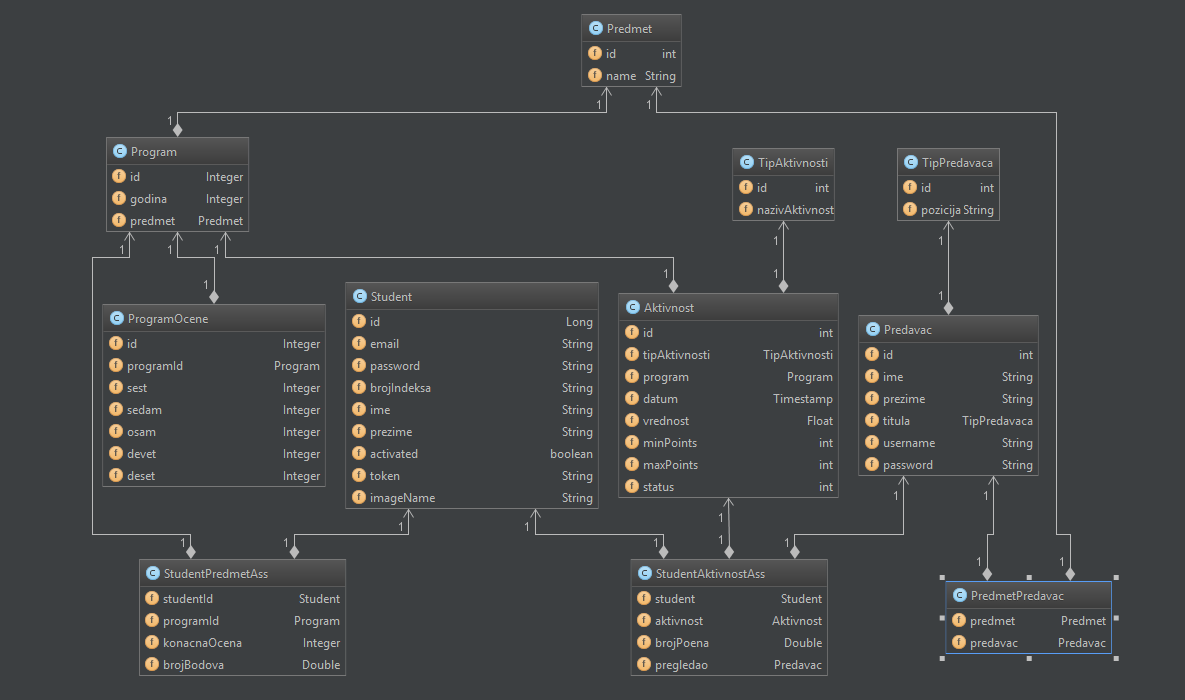 C Predmet
f id int
f name String
1 1
1
C Program
f id Integer
f godina Integer
f predmet Predmet
C TipAktivnosti
f id int
f nazivAktivnost
C TipPredavaca
f id int
f pozicija String
1 1 1
1 1
1 1 1 1
C ProgramOcene
f id Integer
f programId Program
f sest Integer
f sedam Integer
f osam Integer
f devet Integer
f deset Integer
C Student
f id Long
f email String
f password String
f brojIndeksa String
f ime String
f prezime String
f activated boolean
f token String
f imageName String
C Aktivnost
f id int
f tipAktivnosti TipAktivnosti
f program Program
f datum Timestamp
f vrednost Float
f minPoints int
f maxPoints int
f status int
C Predavac
f id int
f ime String
f prezime String
f titula TipPredavaca
f username String
f password String
1 1 1 1 1
1 1 1 1 1 1 1
C StudentPredmetAss
f studentId Student
f programId Program
f konacnaOcena Integer
f brojBodova Double
C StudentAktivnostAss
f student Student
f aktivnost Aktivnost
f brojPoena Double
f pregledao Predavac
C PredmetPredavac
f predmet Predmet
f predavac Predavac